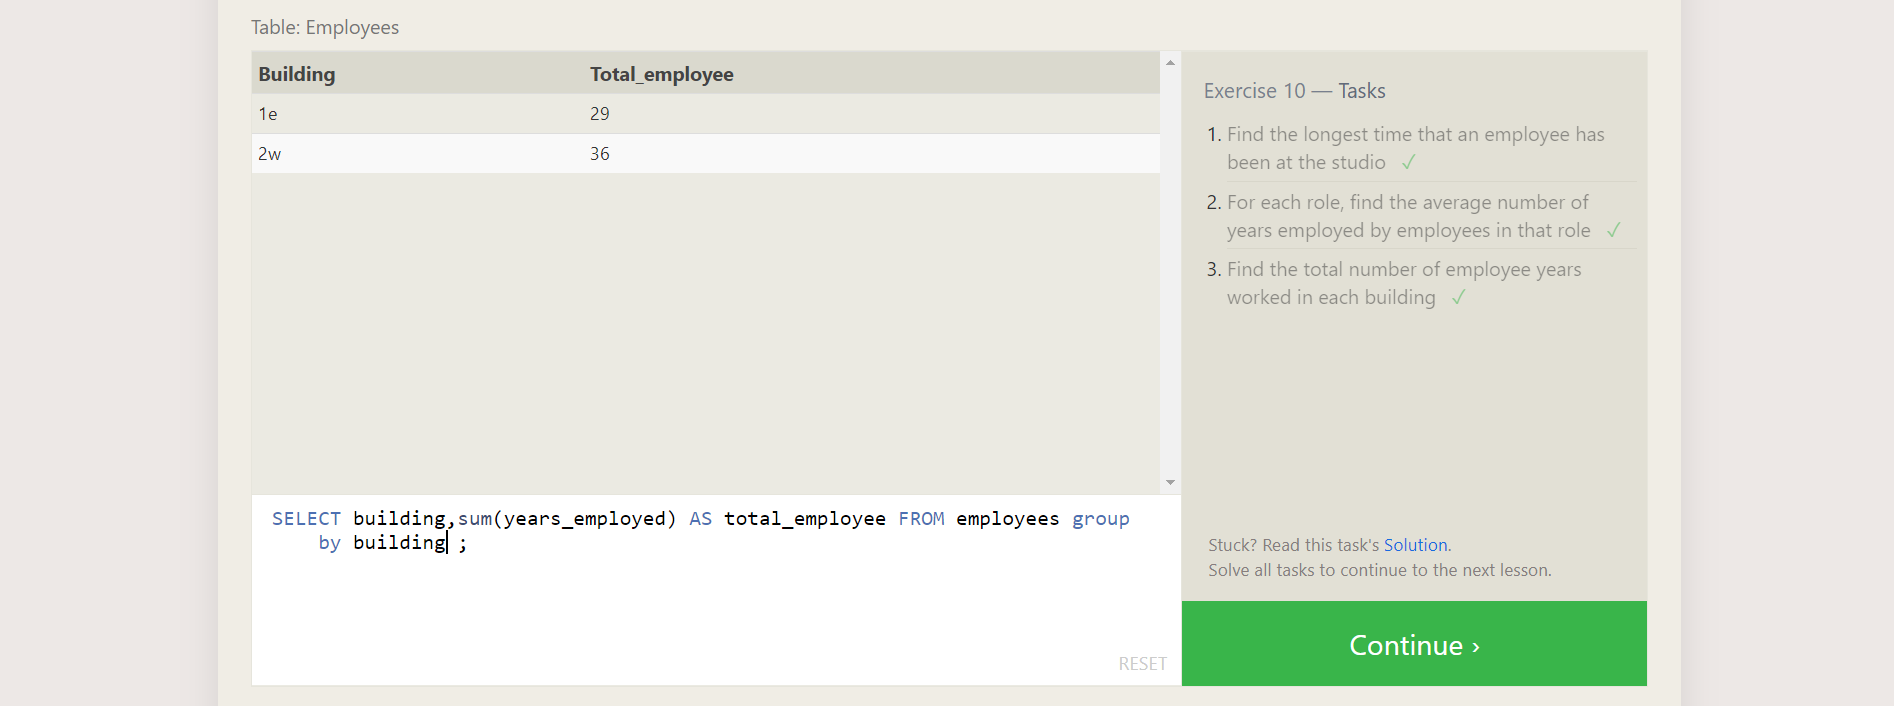 Table: Employees
Building Total_employee
1e 29
2w 36
SELECT building,sum(years_employed) AS total_employee FROM employees group
by building ;
RESET
Exercise 10 — Tasks
1. Find the longest time that an employee has
been at the studio ✓
2. For each role, find the average number of
years employed by employees in that role ✓
3. Find the total number of employee years
worked in each building ✓
Stuck? Read this task's Solution.
Solve all tasks to continue to the next lesson.
Continue ›